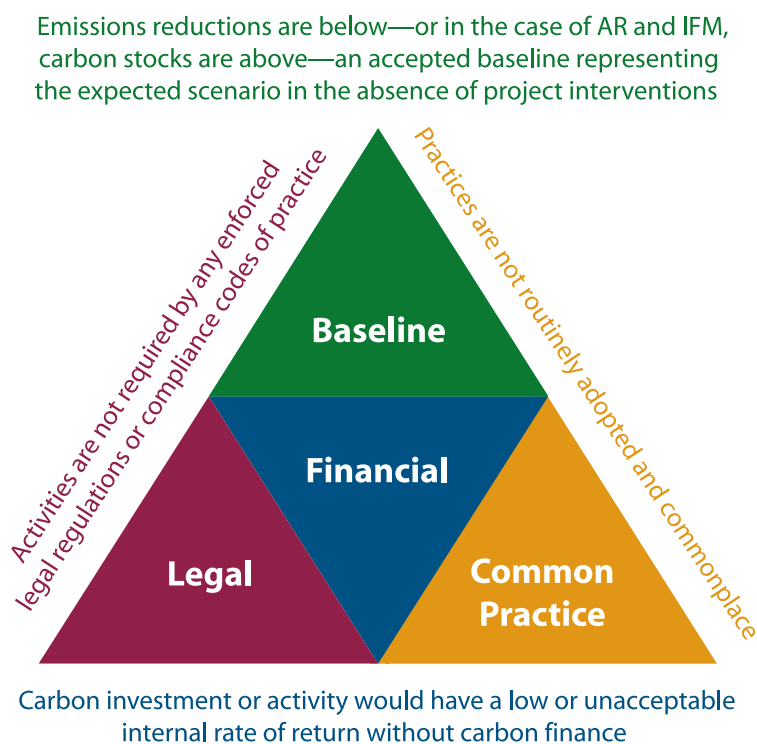 Emissions reductions are below—or in the case of AR and IFM,
carbon stocks are above—an accepted baseline representing
the expected scenario in the absence of project interventions
Activities are not required by any enforced
legal regulations or compliance codes of practice
Practices are not routinely adopted and commonplace
Baseline
Financial
Legal
Common
Practice
Carbon investment or activity would have a low or unacceptable
internal rate of return without carbon finance